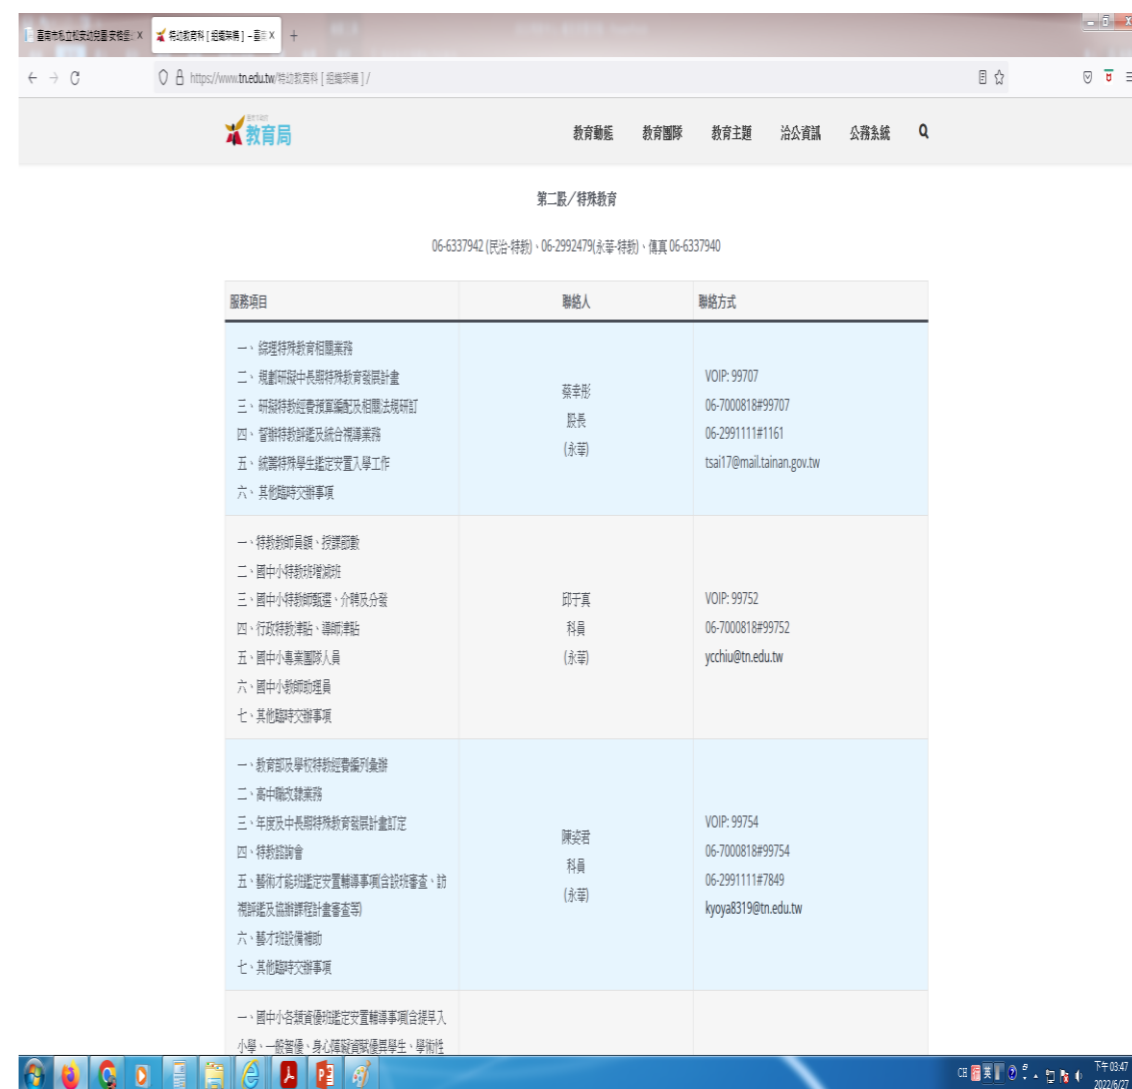 臺南市私立松安幼兒園
特幼教育科 [ 組織架構 ] – 臺
https://www.tn.edu.tw/特幼教育科 [ 組織架構 ] /
教育局
教育動態 教育團隊 教育主題 洽公資訊 公務系統
第二股／特殊教育
06-6337942 (民治-特教)、06-2992479(永華-特教)、傳真 06-6337940
服務項目 聯絡人 聯絡方式
一、 綜理特殊教育相關業務
二、 規劃研擬中長期特殊教育發展計畫
三、 研擬特教經費預算編配及相關法規研訂
四、 督辦特教評鑑及統合視導業務
五、 統籌特殊學生鑑定安置入學工作
六、 其他臨時交辦事項
蔡幸彤
股長
(永華)
VOIP: 99707
06-7000818#99707
06-2991111#1161
tsai17@mail.tainan.gov.tw
一、特教教師員額、授課節數
二、國中小特教班增減班
三、國中小特教師甄選、介聘及分發
四、行政特教津貼、導師津貼
五、國中小專業團隊人員
六、國中小教師助理員
七、其他臨時交辦事項
邱于真
科員
(永華)
VOIP: 99752
06-7000818#99752
ycchiu@tn.edu.tw
一、教育部及學校特教經費編列彙辦
二、高中職改隸業務
三、年度及中長期特殊教育發展計畫訂定
四、特教諮詢會
五、藝術才能班鑑定安置輔導事項(含設班審查、訪
視評鑑及協辦課程計畫審查等)
六、藝才班設備補助
七、其他臨時交辦事項
陳姿君
科員
(永華)
VOIP: 99754
06-7000818#99754
06-2991111#7849
kyoya8319@tn.edu.tw
一、國中小各類資優班鑑定安置輔導事項(含提早入
小學、一般智優、身心障礙資賦優異學生、學術性
CH 英
下午 03:47
2022/6/27